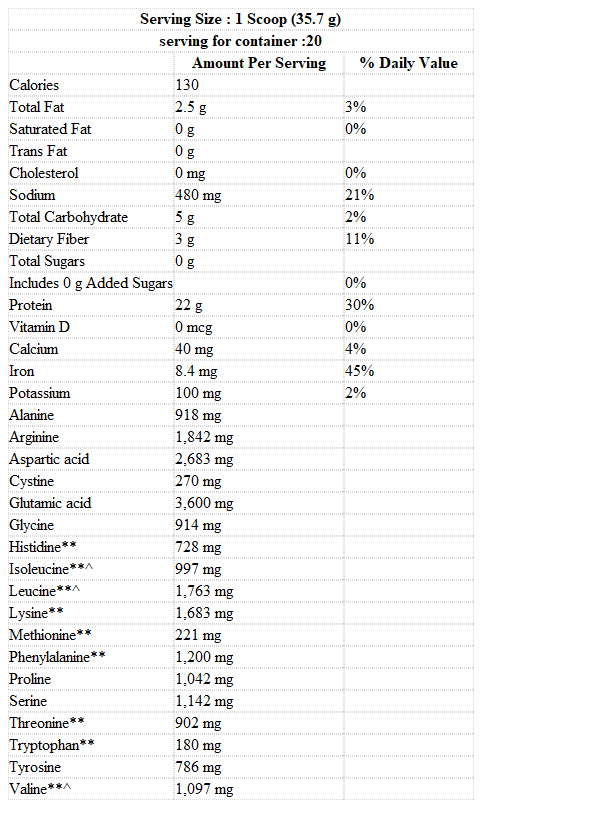 Serving Size : 1 Scoop (35.7 g)
serving for container :20
Amount Per Serving % Daily Value
Calories 130
Total Fat 2.5 g 3%
Saturated Fat 0 g 0%
Trans Fat 0 g
Cholesterol 0 mg 0%
Sodium 480 mg 21%
Total Carbohydrate 5 g 2%
Dietary Fiber 3 g 11%
Total Sugars 0 g
Includes 0 g Added Sugars 0%
Protein 22 g 30%
Vitamin D 0 mcg 0%
Calcium 40 mg 4%
Iron 8.4 mg 45%
Potassium 100 mg 2%
Alanine 918 mg
Arginine 1,842 mg
Aspartic acid 2,683 mg
Cystine 270 mg
Glutamic acid 3,600 mg
Glycine 914 mg
Histidine** 728 mg
Isoleucine**^ 997 mg
Leucine**^ 1,763 mg
Lysine** 1,683 mg
Methionine** 221 mg
Phenylalanine** 1,200 mg
Proline 1,042 mg
Serine 1,142 mg
Threonine** 902 mg
Tryptophan** 180 mg
Tyrosine 786 mg
Valine**^ 1,097 mg